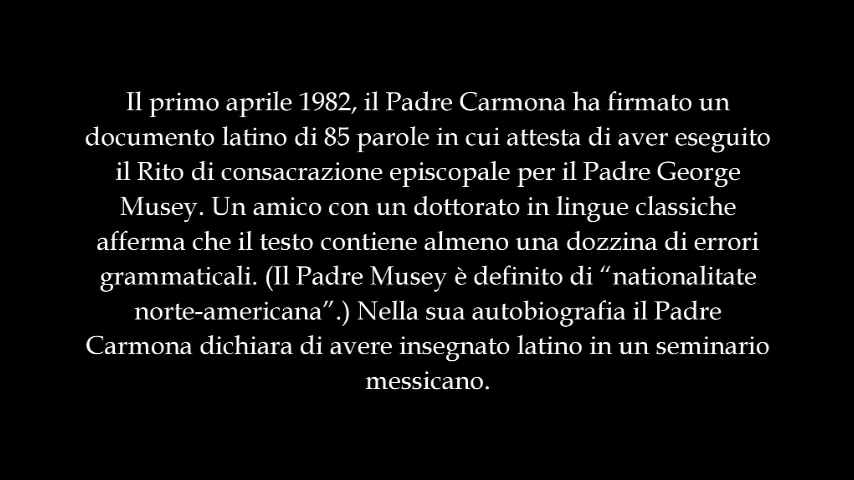 Il primo aprile 1982, il Padre Carmona ha firmato un
documento latino di 85 parole in cui attesta di aver eseguito
il Rito di consacrazione episcopale per il Padre George
Musey. Un amico con un dottorato in lingue classiche
afferma che il testo contiene almeno una dozzina di errori
grammaticali. (Il Padre Musey è definito di “nationalitate
norte-americana”.) Nella sua autobiografia il Padre
Carmona dichiara di avere insegnato latino in un seminario
messicano.